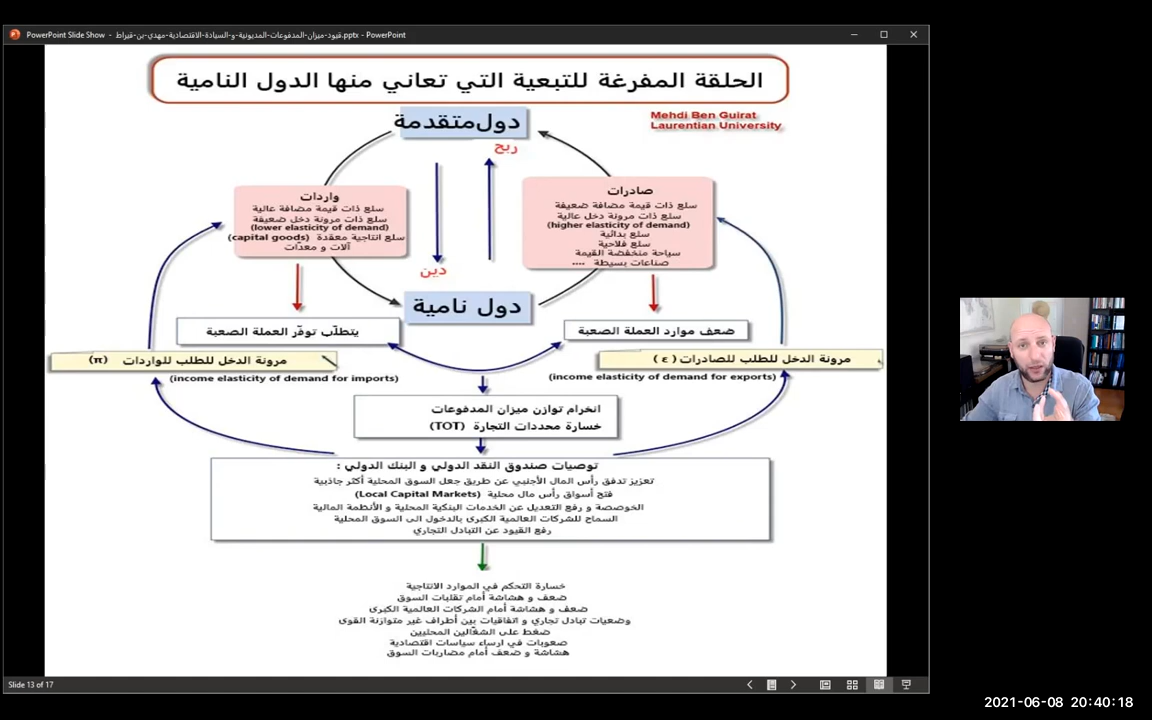 PowerPoint Slide Show - قيود-ميزان-المدفوعات-المديونية-و-السيادة-الاقتصادية-مهدي-بن-قيراط.pptx - PowerPoint
الحلقة المفرغة للتبعية التي تعاني منها الدول النامية
Mehdi Ben Guirat
Laurentian University
دول متقدمة
ربح
صادرات
سلع ذات قيمة مضافة ضعيفة
سلع ذات مرونة دخل عالية
(higher elasticity of demand)
سلع بدائية
سلع فلاحية
سياحة منخفضة القيمة
صناعات بسيطة ....
واردات
سلع ذات قيمة مضافة عالية
سلع ذات مرونة دخل ضعيفة
(lower elasticity of demand)
سلع انتاجية معقدة (capital goods)
آلات و معدّات
دين
دول نامية
ضعف موارد العملة الصعبة
يتطلّب توفّر العملة الصعبة
مرونة الدخل للطلب للصادرات ( ε )
(income elasticity of demand for exports)
مرونة الدخل للطلب للواردات (π)
(income elasticity of demand for imports)
انخرام توازن ميزان المدفوعات
خسارة محددات التجارة (TOT)
توصيات صندوق النقد الدولي و البنك الدولي :
تعزيز تدفق رأس المال الأجنبي عن طريق جعل السوق المحلية أكثر جاذبية
فتح أسواق رأس مال محلية (Local Capital Markets)
الخوصصة و رفع التعديل عن الخدمات البنكية المحلية و الأنظمة المالية
السماح للشركات العالمية الكبرى بالدخول الى السوق المحلية
رفع القيود عن التبادل التجاري
خسارة التحكم في الموارد الانتاجية
ضعف و هشاشة أمام تقلبات السوق
ضعف و هشاشة أمام الشركات العالمية الكبرى
وضعيات تبادل تجاري و اتفاقيات بين أطراف غير متوازنة القوى
ضغط على الشغّالين المحليين
صعوبات في ارساء سياسات اقتصادية
هشاشة و ضعف أمام مضاربات السوق
Slide 13 of 17
2021-06-08 20:40:18